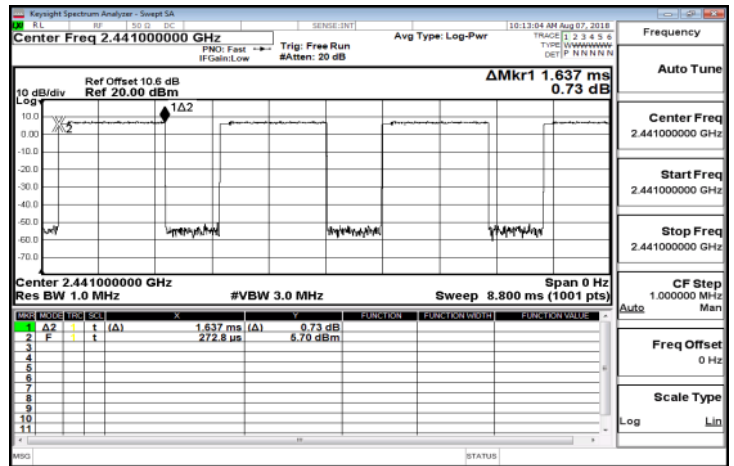 Keysight Spectrum Analyzer - Swept SA
RL RF 50 Ω DC SENSE:INT 10:13:04 AM Aug 07, 2018
Center Freq 2.441000000 GHz
PNO: Fast
IFGain:Low
Trig: Free Run
#Atten: 20 dB
Avg Type: Log-Pwr
TRACE 1 2 3 4 5 6
TYPE WWWWWW
DET P N N N N N
Ref Offset 10.6 dB
10 dB/div Ref 20.00 dBm
Log
ΔMkr1 1.637 ms
0.73 dB
1Δ2
10.0
2
0.00
-10.0
-20.0
-30.0
-40.0
-50.0
-60.0
-70.0
Center 2.441000000 GHz Span 0 Hz
Res BW 1.0 MHz #VBW 3.0 MHz Sweep 8.800 ms (1001 pts)
MKR MODE TRC SCL X Y FUNCTION FUNCTION WIDTH FUNCTION VALUE
1 Δ2 1 t (Δ) 1.637 ms (Δ) 0.73 dB
2 F 1 t 272.8 µs 5.70 dBm
3
4
5
6
7
8
9
10
11
MSG STATUS
Frequency
Auto Tune
Center Freq
2.441000000 GHz
Start Freq
2.441000000 GHz
Stop Freq
2.441000000 GHz
CF Step
1.000000 MHz
Auto Man
Freq Offset
0 Hz
Scale Type
Log Lin